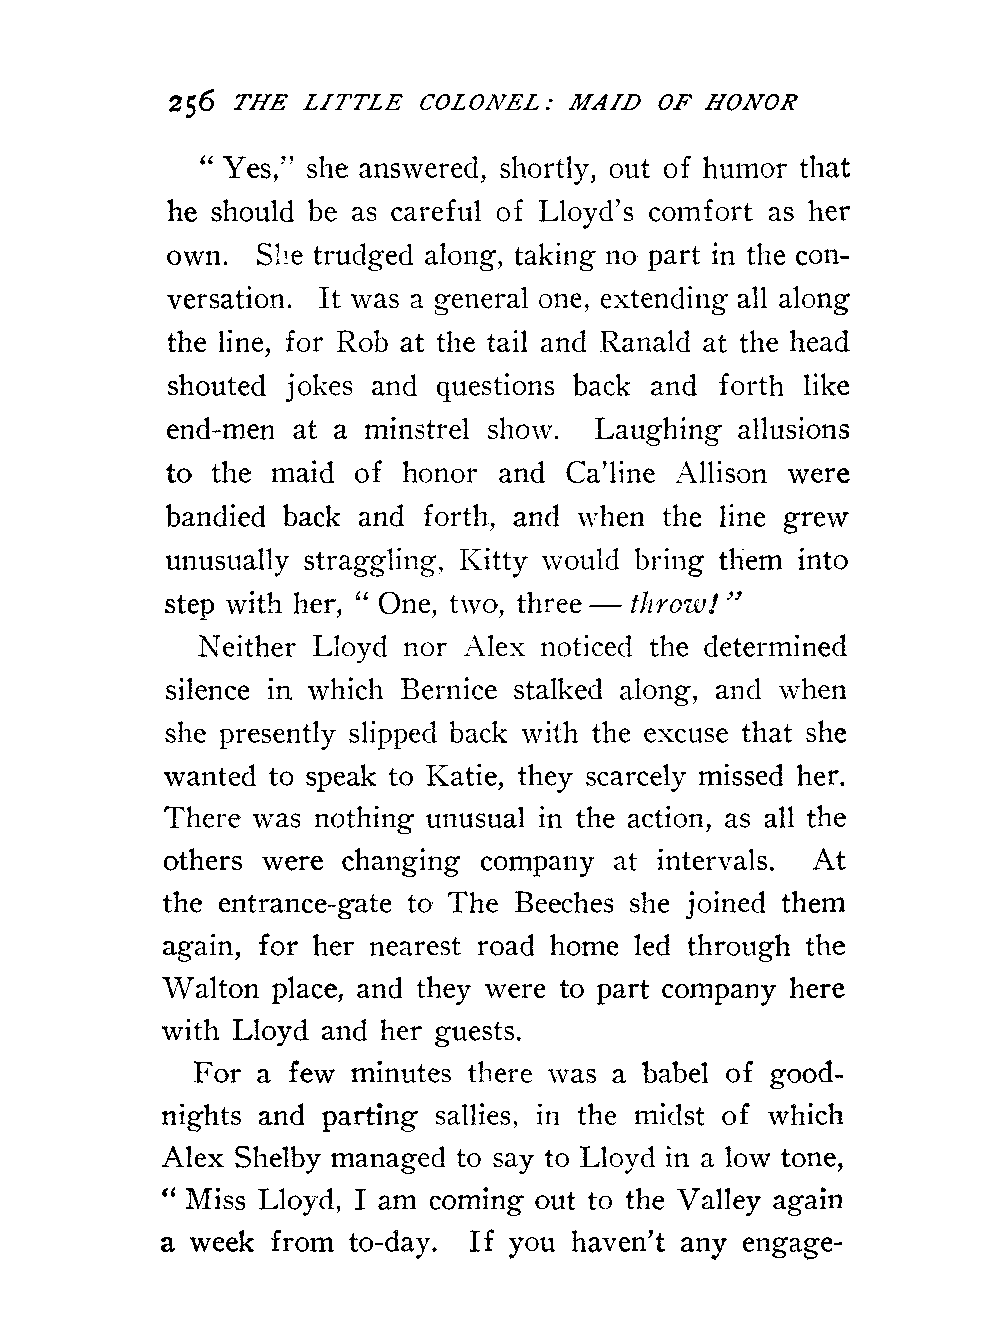 256 THE LITTLE COLONEL: MAID OF HONOR
“ Yes,” she answered, shortly, out of humor that
he should be as careful of Lloyd’s comfort as her
own. She trudged along, taking no part in the con-
versation. It was a general one, extending all along
the line, for Rob at the tail and Ranald at the head
shouted jokes and questions back and forth like
end-men at a minstrel show. Laughing allusions
to the maid of honor and Ca’line Allison were
bandied back and forth, and when the line grew
unusually straggling, Kitty would bring them into
step with her, “ One, two, three — throw! ”
Neither Lloyd nor Alex noticed the determined
silence in which Bernice stalked along, and when
she presently slipped back with the excuse that she
wanted to speak to Katie, they scarcely missed her.
There was nothing unusual in the action, as all the
others were changing company at intervals. At
the entrance-gate to The Beeches she joined them
again, for her nearest road home led through the
Walton place, and they were to part company here
with Lloyd and her guests.
For a few minutes there was a babel of good-
nights and parting sallies, in the midst of which
Alex Shelby managed to say to Lloyd in a low tone,
“ Miss Lloyd, I am coming out to the Valley again
a week from to-day. If you haven’t any engage-